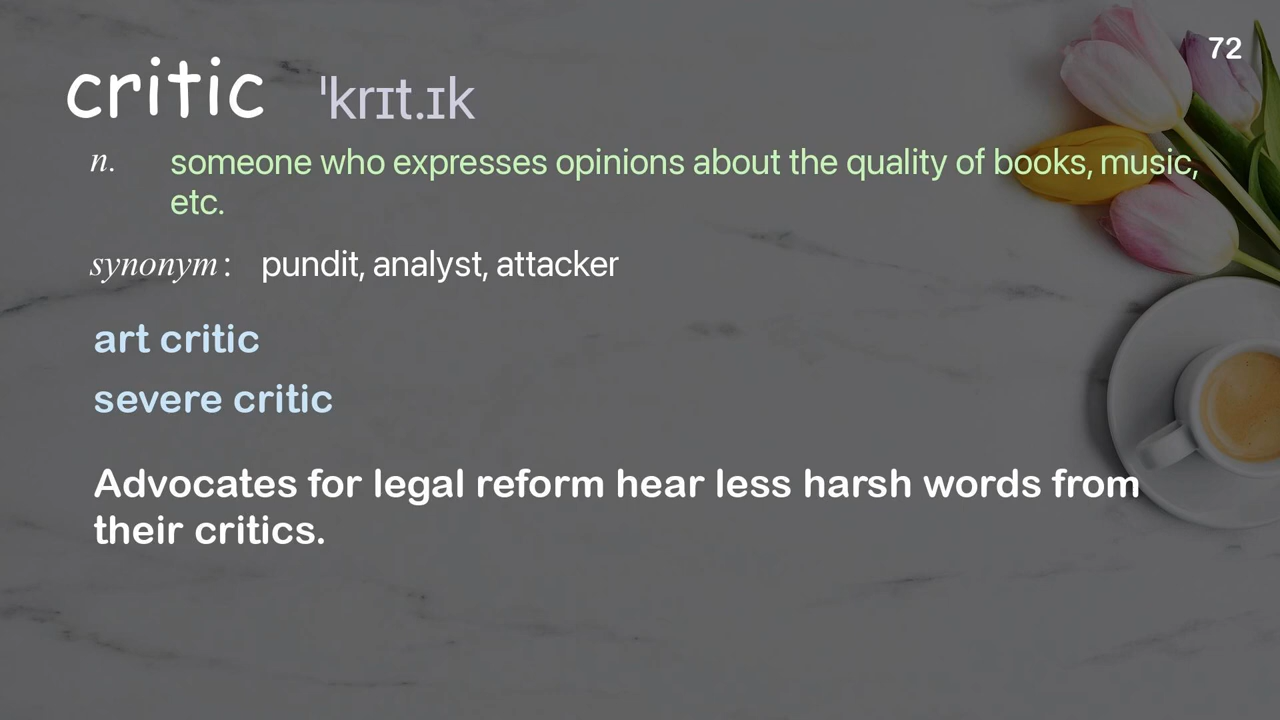 72
critic ˈkrɪt.ɪk
n. someone who expresses opinions about the quality of books, music,
etc.
synonym: pundit, analyst, attacker
art critic
severe critic
Advocates for legal reform hear less harsh words from
their critics.